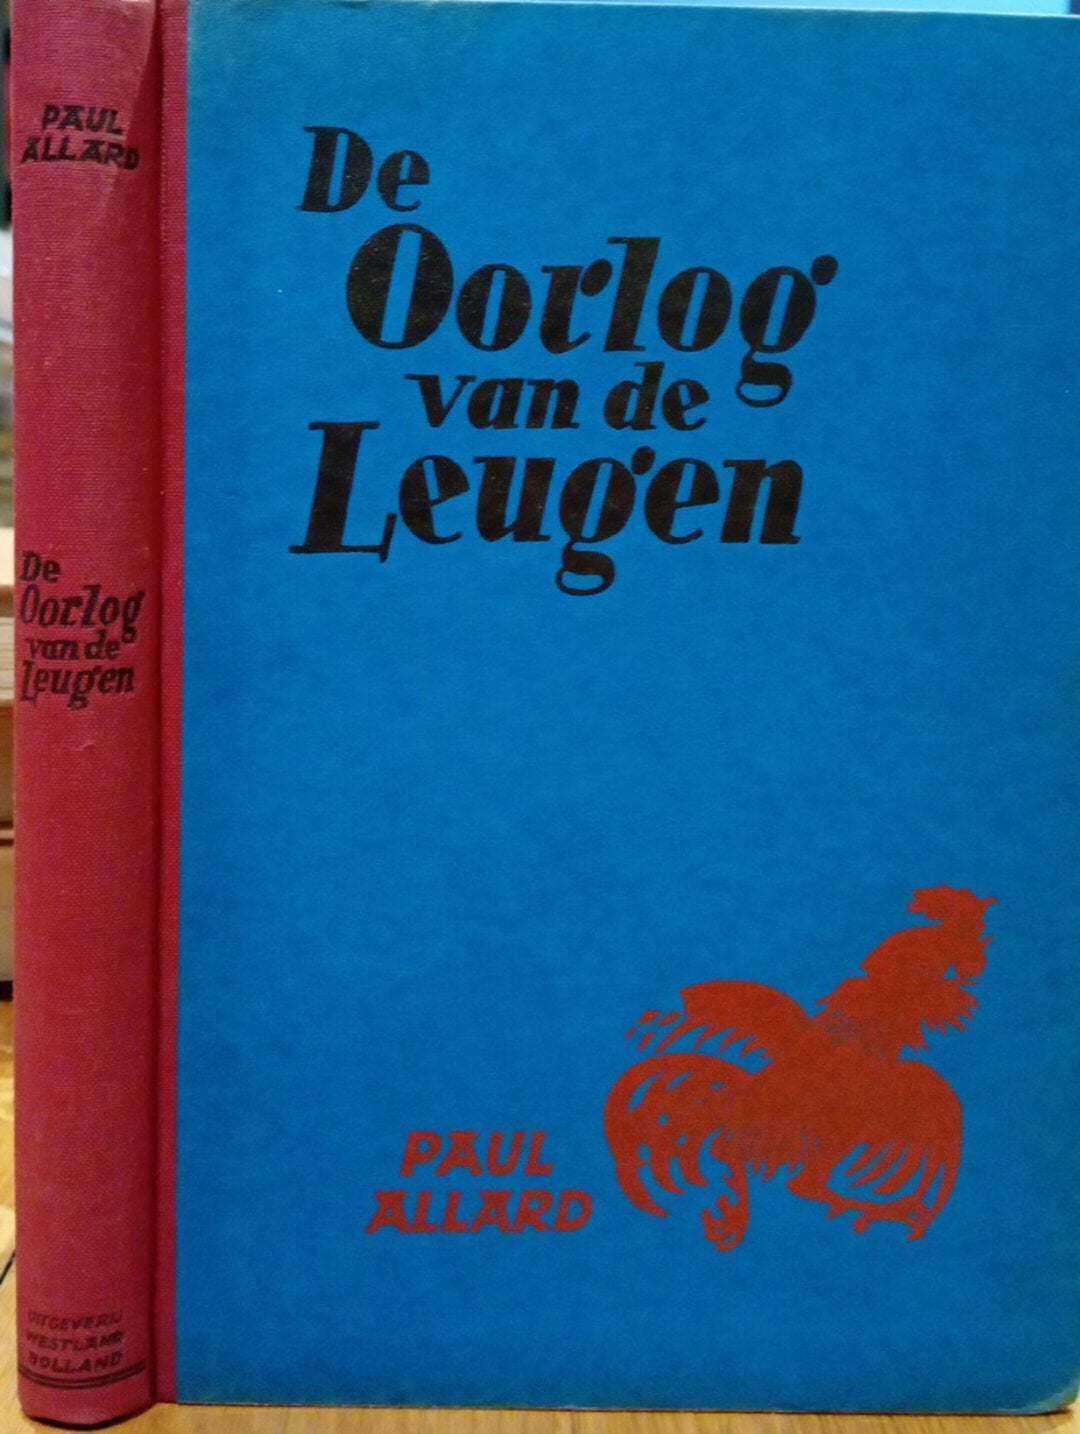 PAUL
ALLARD
De
Oorlog
van de
Leugen
UITGEVERIJ
WESTLAND
HOLLAND
De
Oorlog
van de
Leugen
PAUL
ALLARD